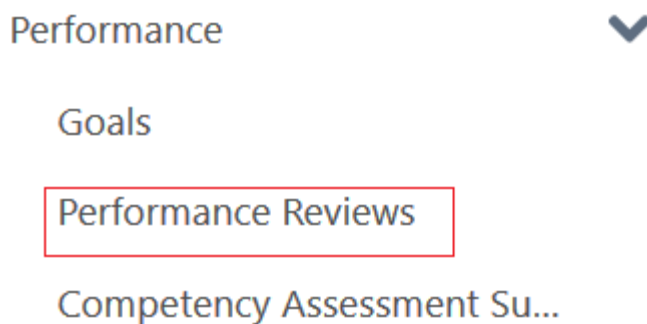 Performance
Goals
Performance Reviews
Competency Assessment Su...